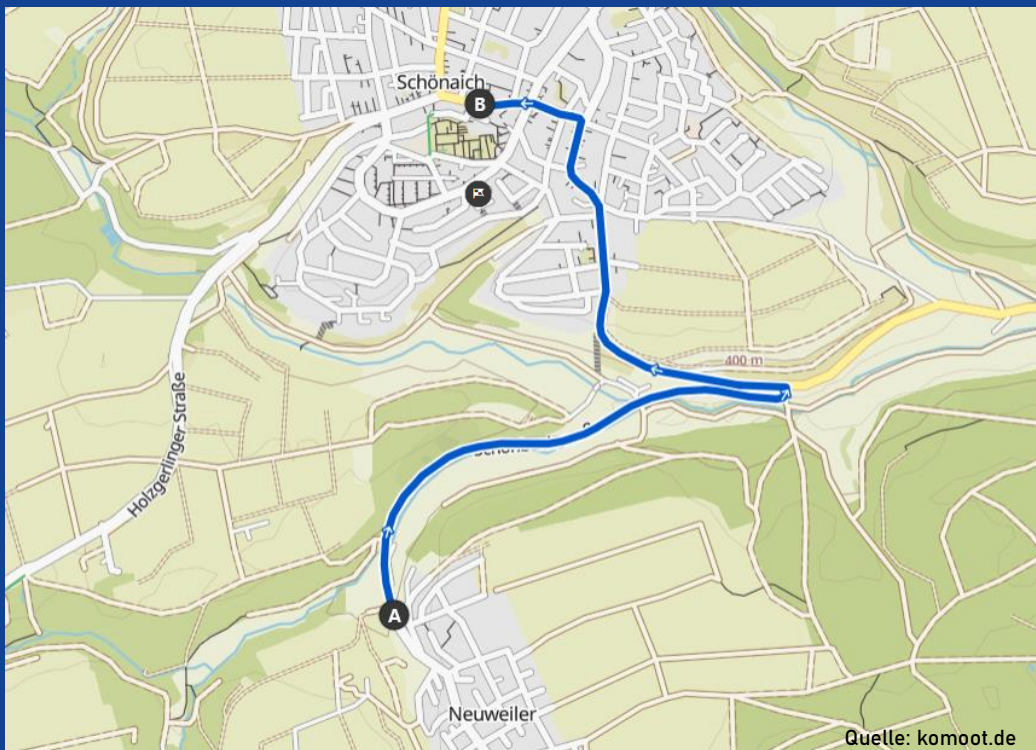 Schönaich
B
400 m
Holzgerlinger Straße
A
Neuweiler
Quelle: komoot.de